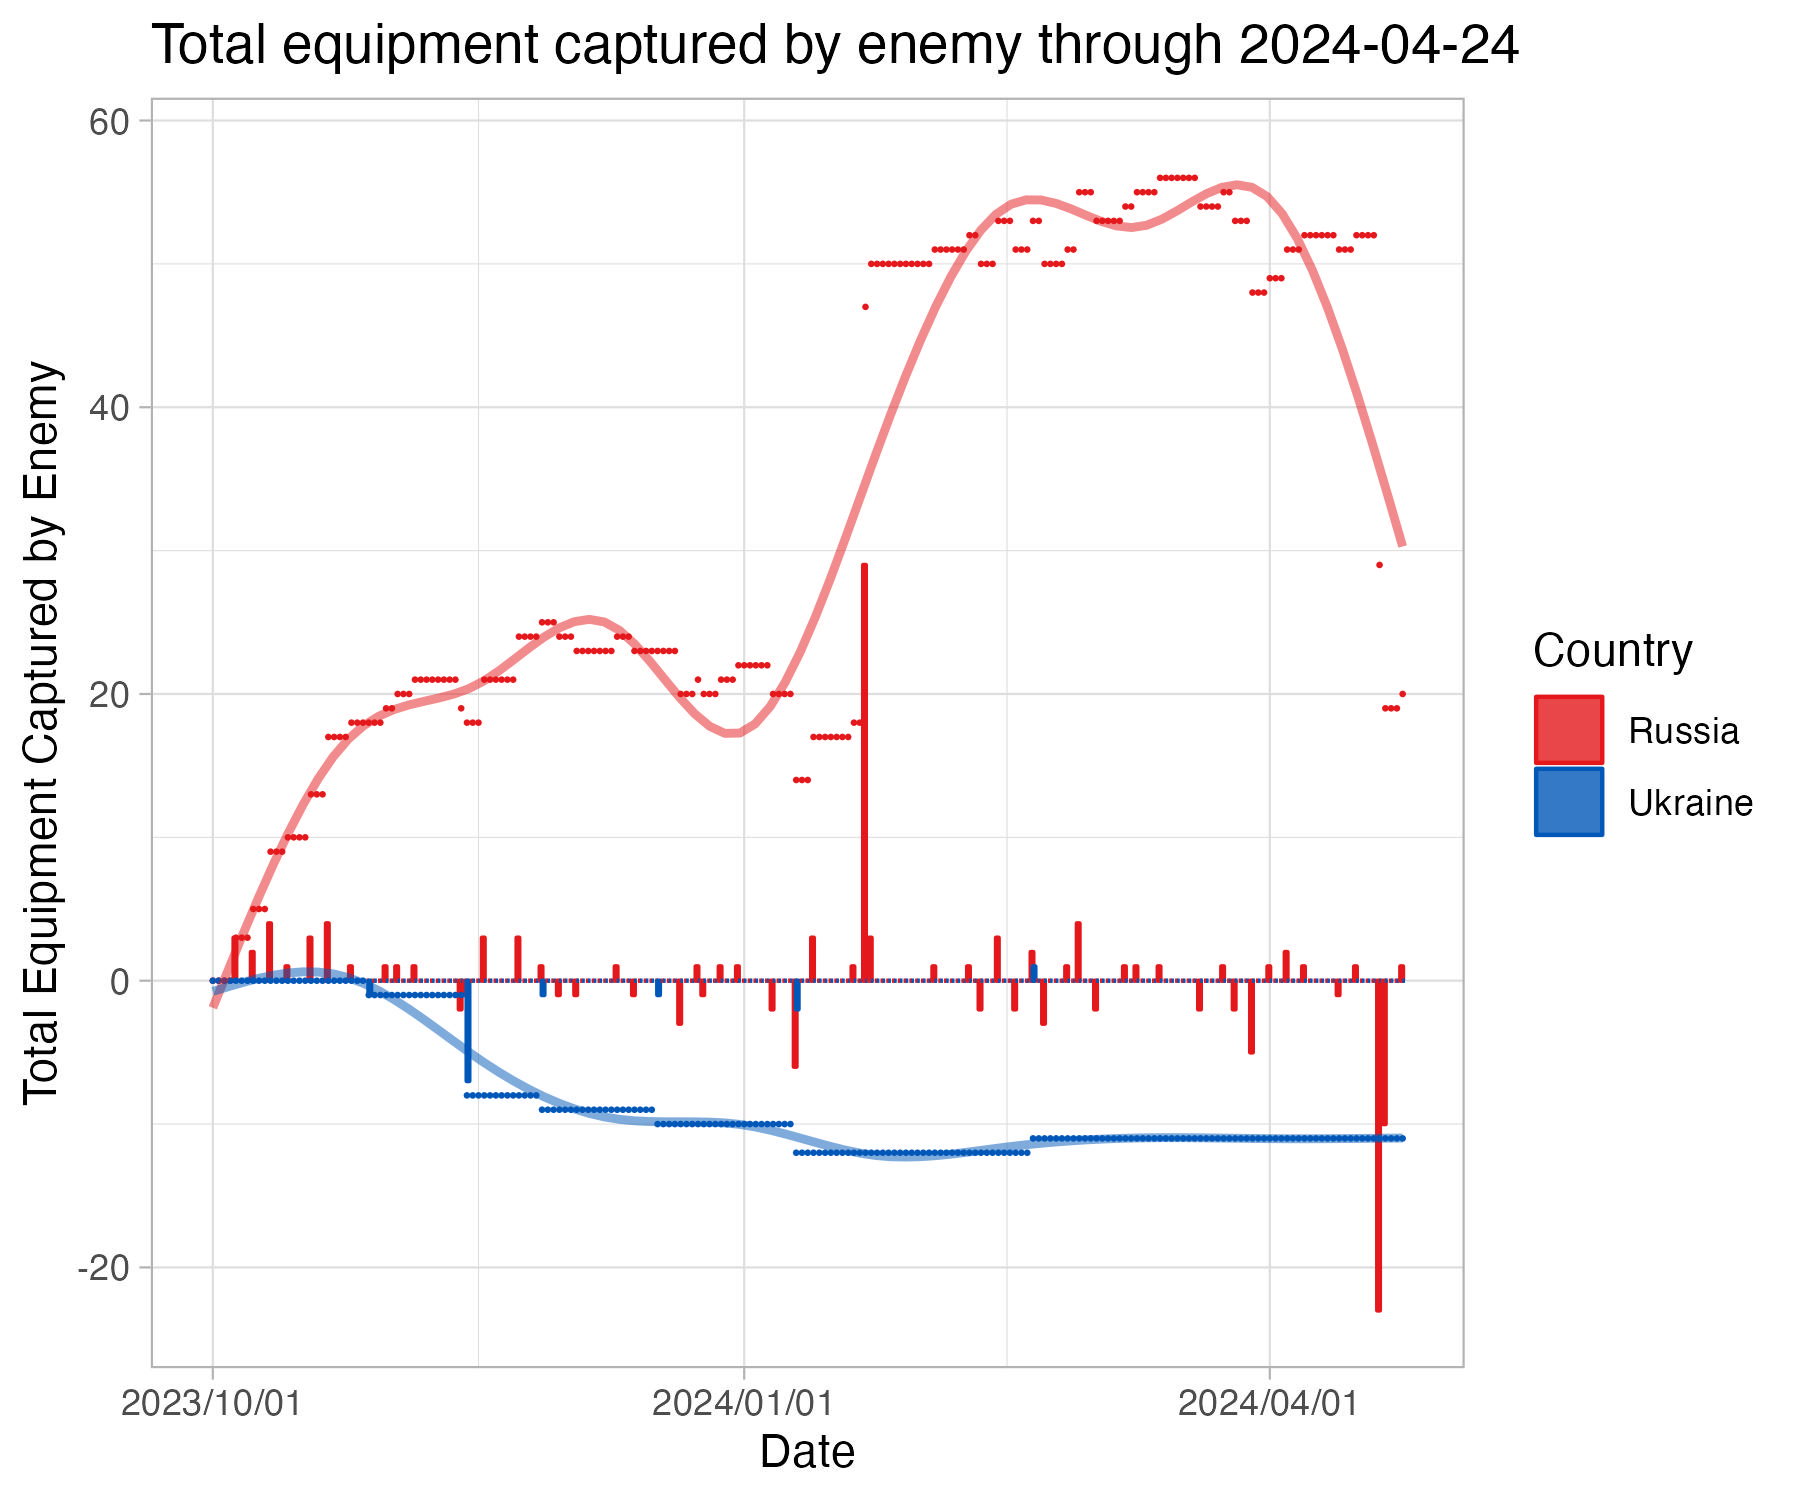 Total equipment captured by enemy through 2024-04-24
Total Equipment Captured by Enemy
60
40
20
0
-20
2023/10/01
2024/01/01
2024/04/01
Date
Country
Russia
Ukraine